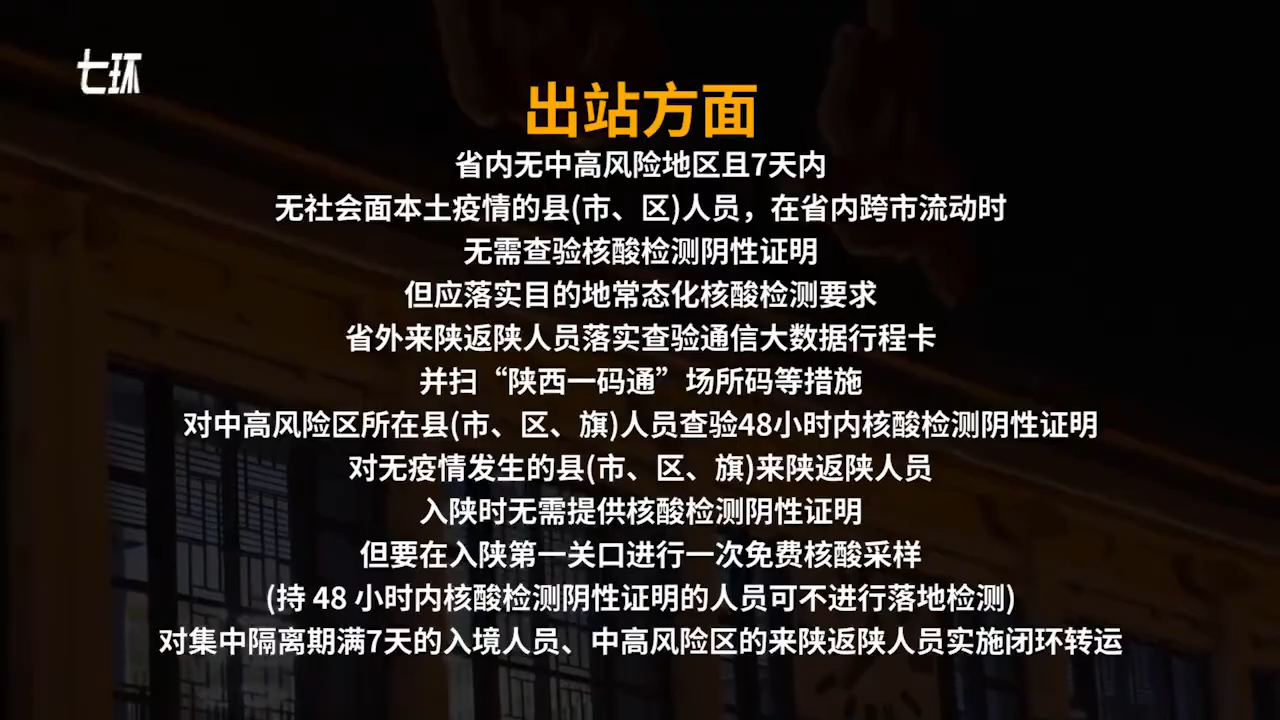 七环
出站方面
省内无中高风险地区且7天内
无社会面本土疫情的县(市、区)人员，在省内跨市流动时
无需查验核酸检测阴性证明
但应落实目的地常态化核酸检测要求
省外来陕返陕人员落实查验通信大数据行程卡
并扫“陕西一码通”场所码等措施
对中高风险区所在县(市、区、旗)人员查验48小时内核酸检测阴性证明
对无疫情发生的县(市、区、旗)来陕返陕人员
入陕时无需提供核酸检测阴性证明
但要在入陕第一关口进行一次免费核酸采样
(持 48 小时内核酸检测阴性证明的人员可不进行落地检测)
对集中隔离期满7天的入境人员、中高风险区的来陕返陕人员实施闭环转运